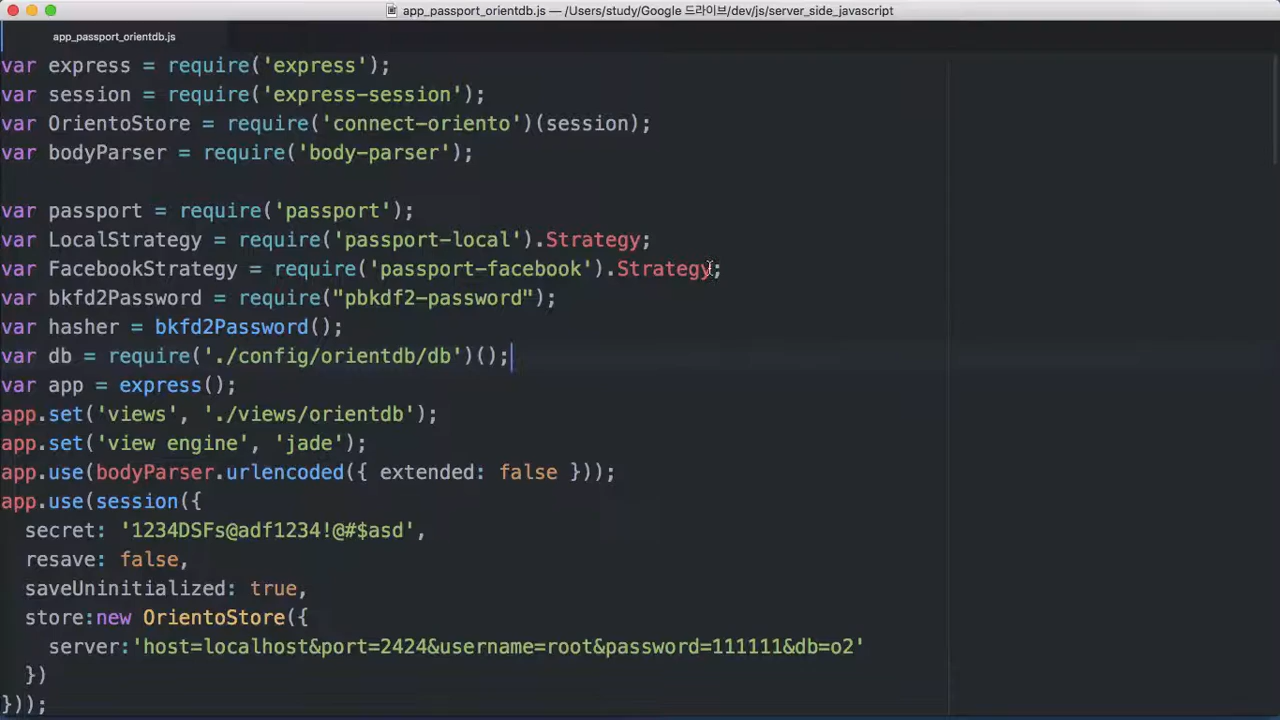 app_passport_orientdb.js — /Users/study/Google 드라이브/dev/js/server_side_javascript
app_passport_orientdb.js
var express = require('express');
var session = require('express-session');
var OrientoStore = require('connect-oriento')(session);
var bodyParser = require('body-parser');
var passport = require('passport');
var LocalStrategy = require('passport-local').Strategy;
var FacebookStrategy = require('passport-facebook').Strategy;
var bkfd2Password = require("pbkdf2-password");
var hasher = bkfd2Password();
var db = require('./config/orientdb/db')();
var app = express();
app.set('views', './views/orientdb');
app.set('view engine', 'jade');
app.use(bodyParser.urlencoded({ extended: false }));
app.use(session({
  secret: '1234DSFs@adf1234!@#$asd',
  resave: false,
  saveUninitialized: true,
  store:new OrientoStore({
    server:'host=localhost&port=2424&username=root&password=111111&db=o2'
  })
}));